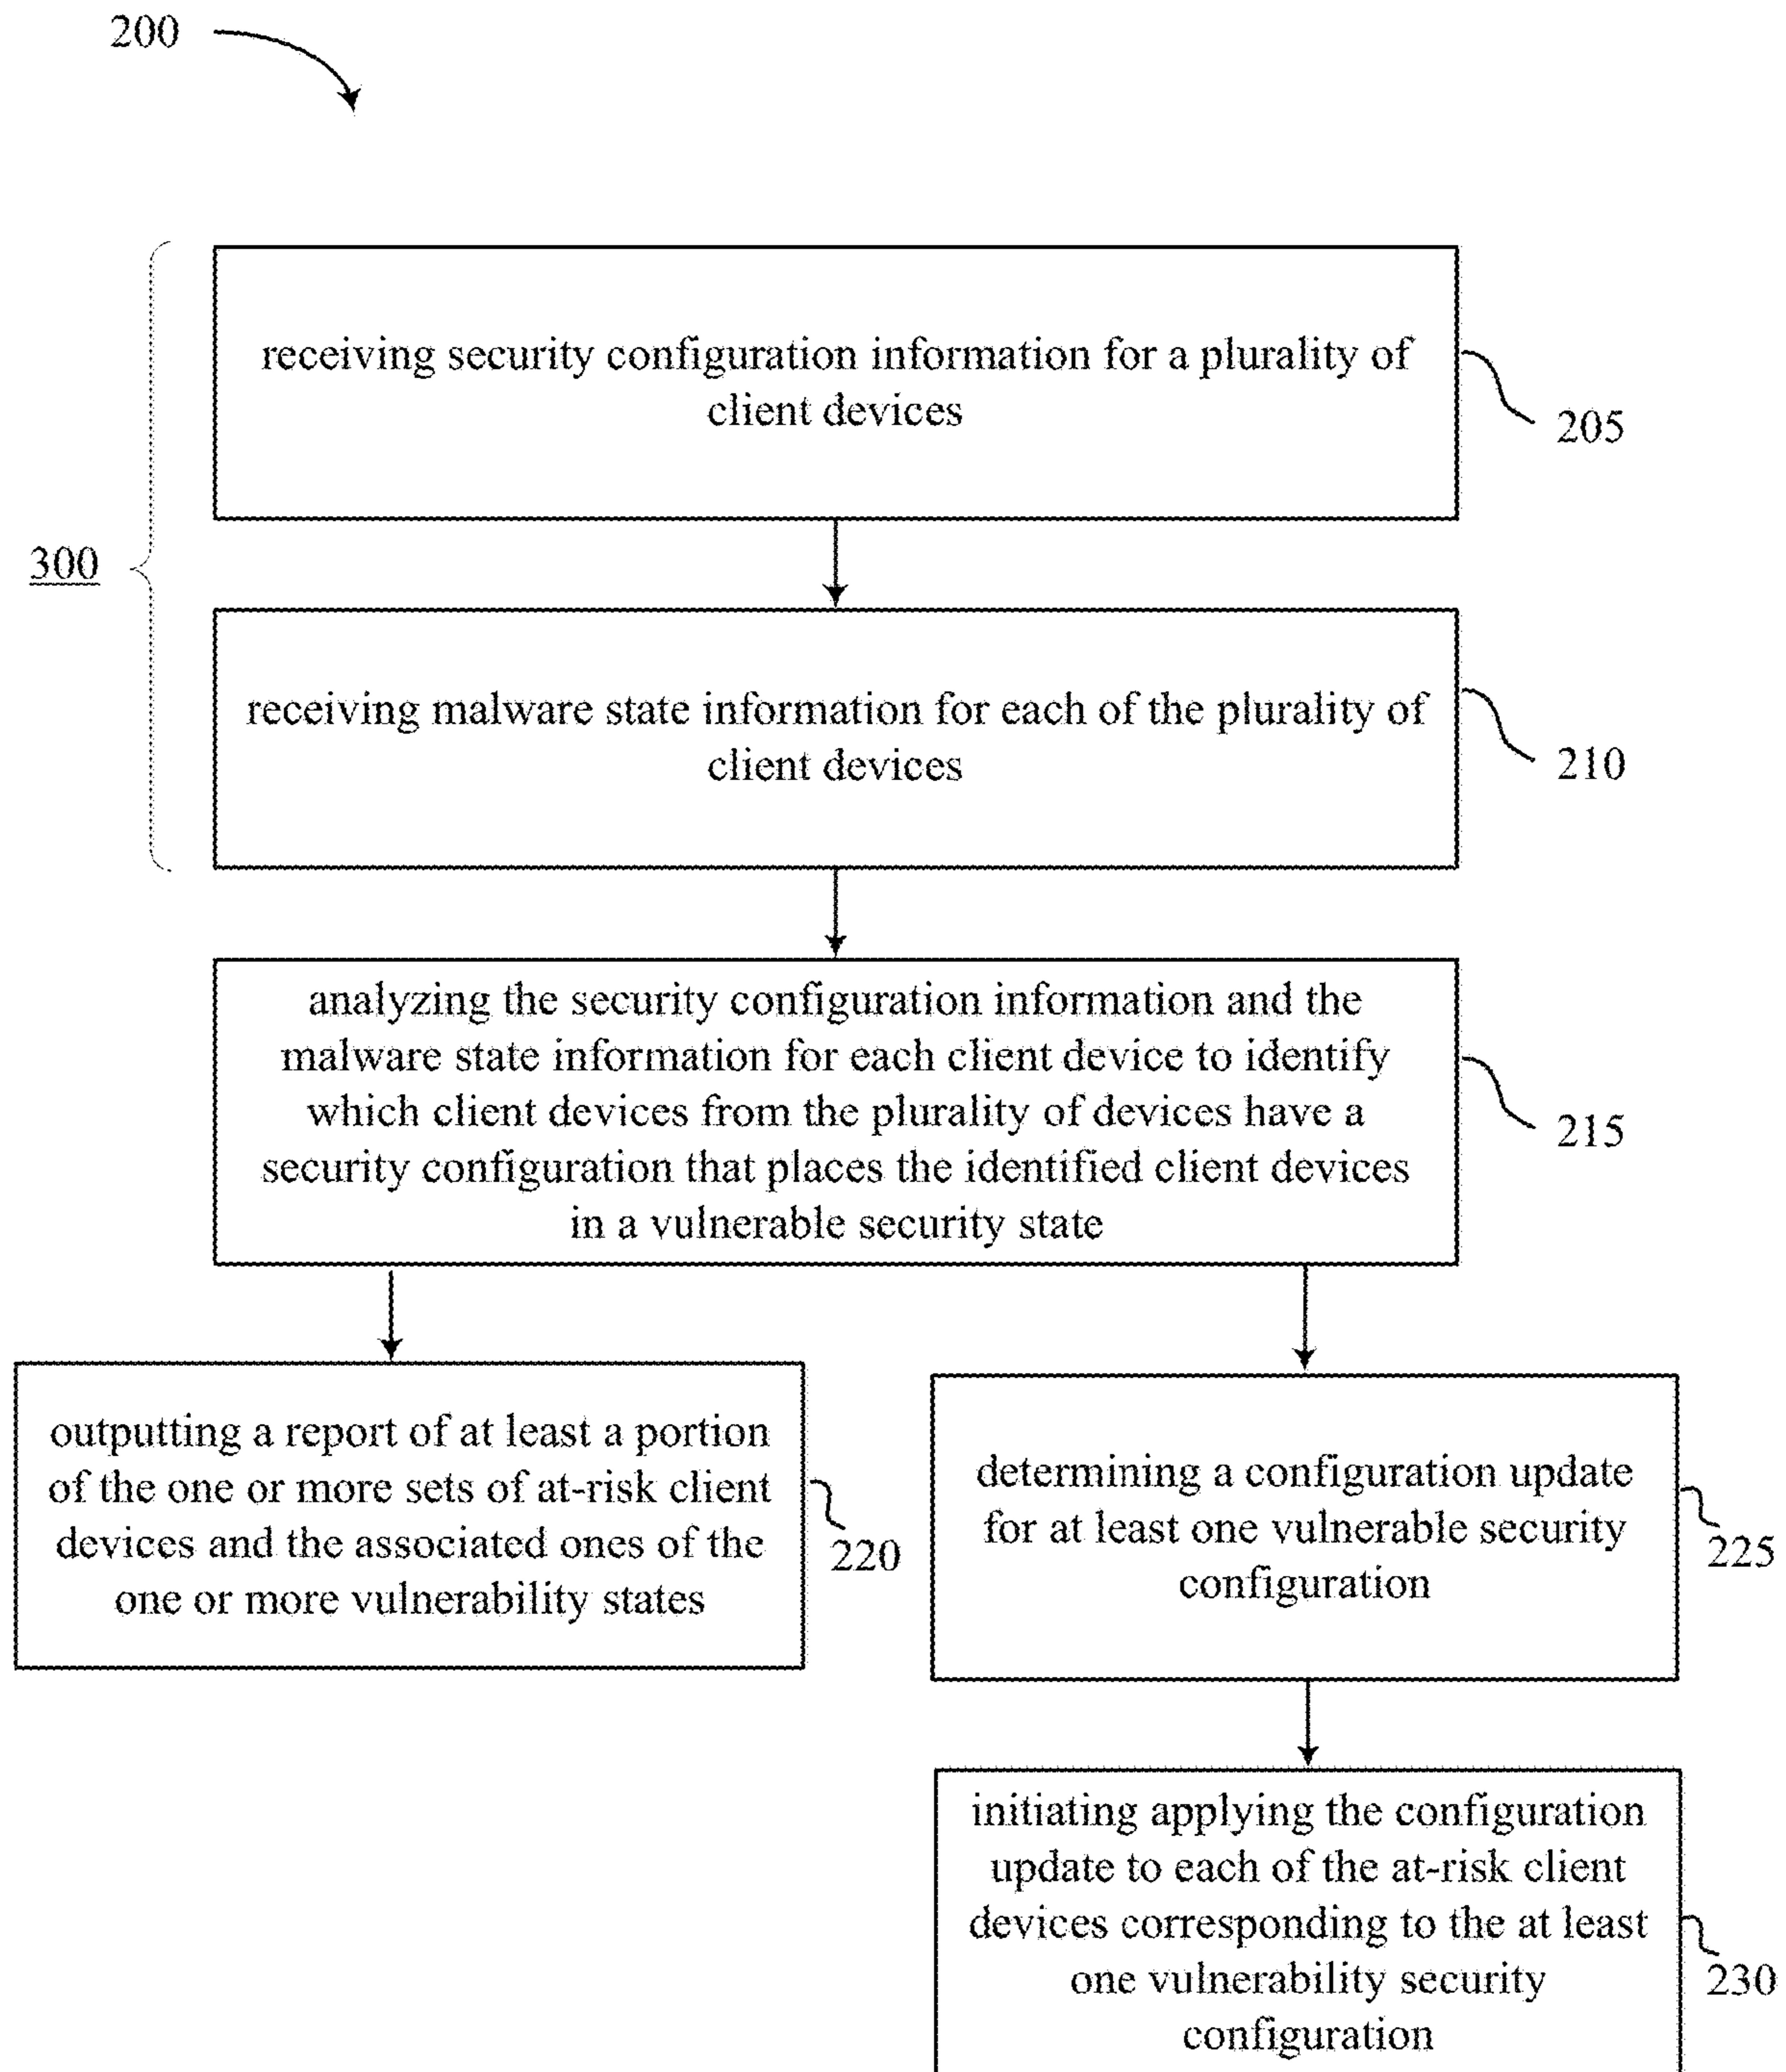 200
receiving security configuration information for a plurality of
client devices
205
300
receiving malware state information for each of the plurality of
client devices
210
analyzing the security configuration information and the
malware state information for each client device to identify
which client devices from the plurality of devices have a
security configuration that places the identified client devices
in a vulnerable security state
215
outputting a report of at least a portion
of the one or more sets of at-risk client
devices and the associated ones of the
one or more vulnerability states
220
determining a configuration update
for at least one vulnerable security
configuration
225
initiating applying the configuration
update to each of the at-risk client
devices corresponding to the at least
one vulnerability security
configuration
230